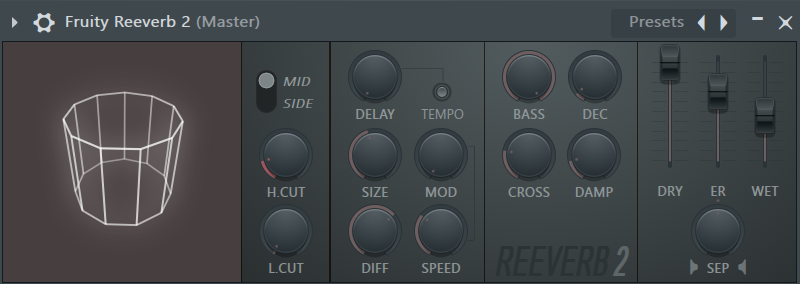 Fruity Reeverb 2 (Master)
Presets
MID
SIDE
H.CUT
L.CUT
DELAY
TEMPO
SIZE
MOD
DIFF
SPEED
BASS
DEC
CROSS
DAMP
REEVERB 2
DRY
ER
WET
SEP